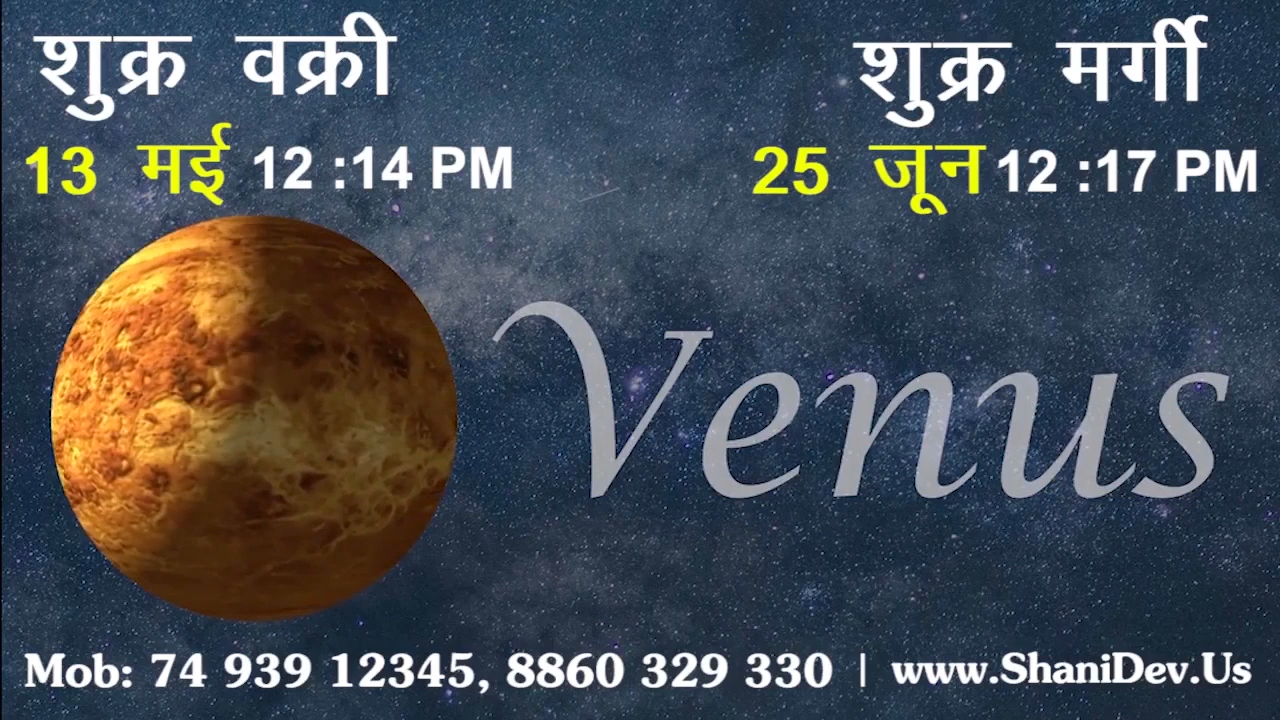 शुक्र वक्री
शुक्र मर्गी
13 मई 12 :14 PM
25 जून 12 :17 PM
Venus
Mob: 74 939 12345, 8860 329 330 | www.ShaniDev.Us